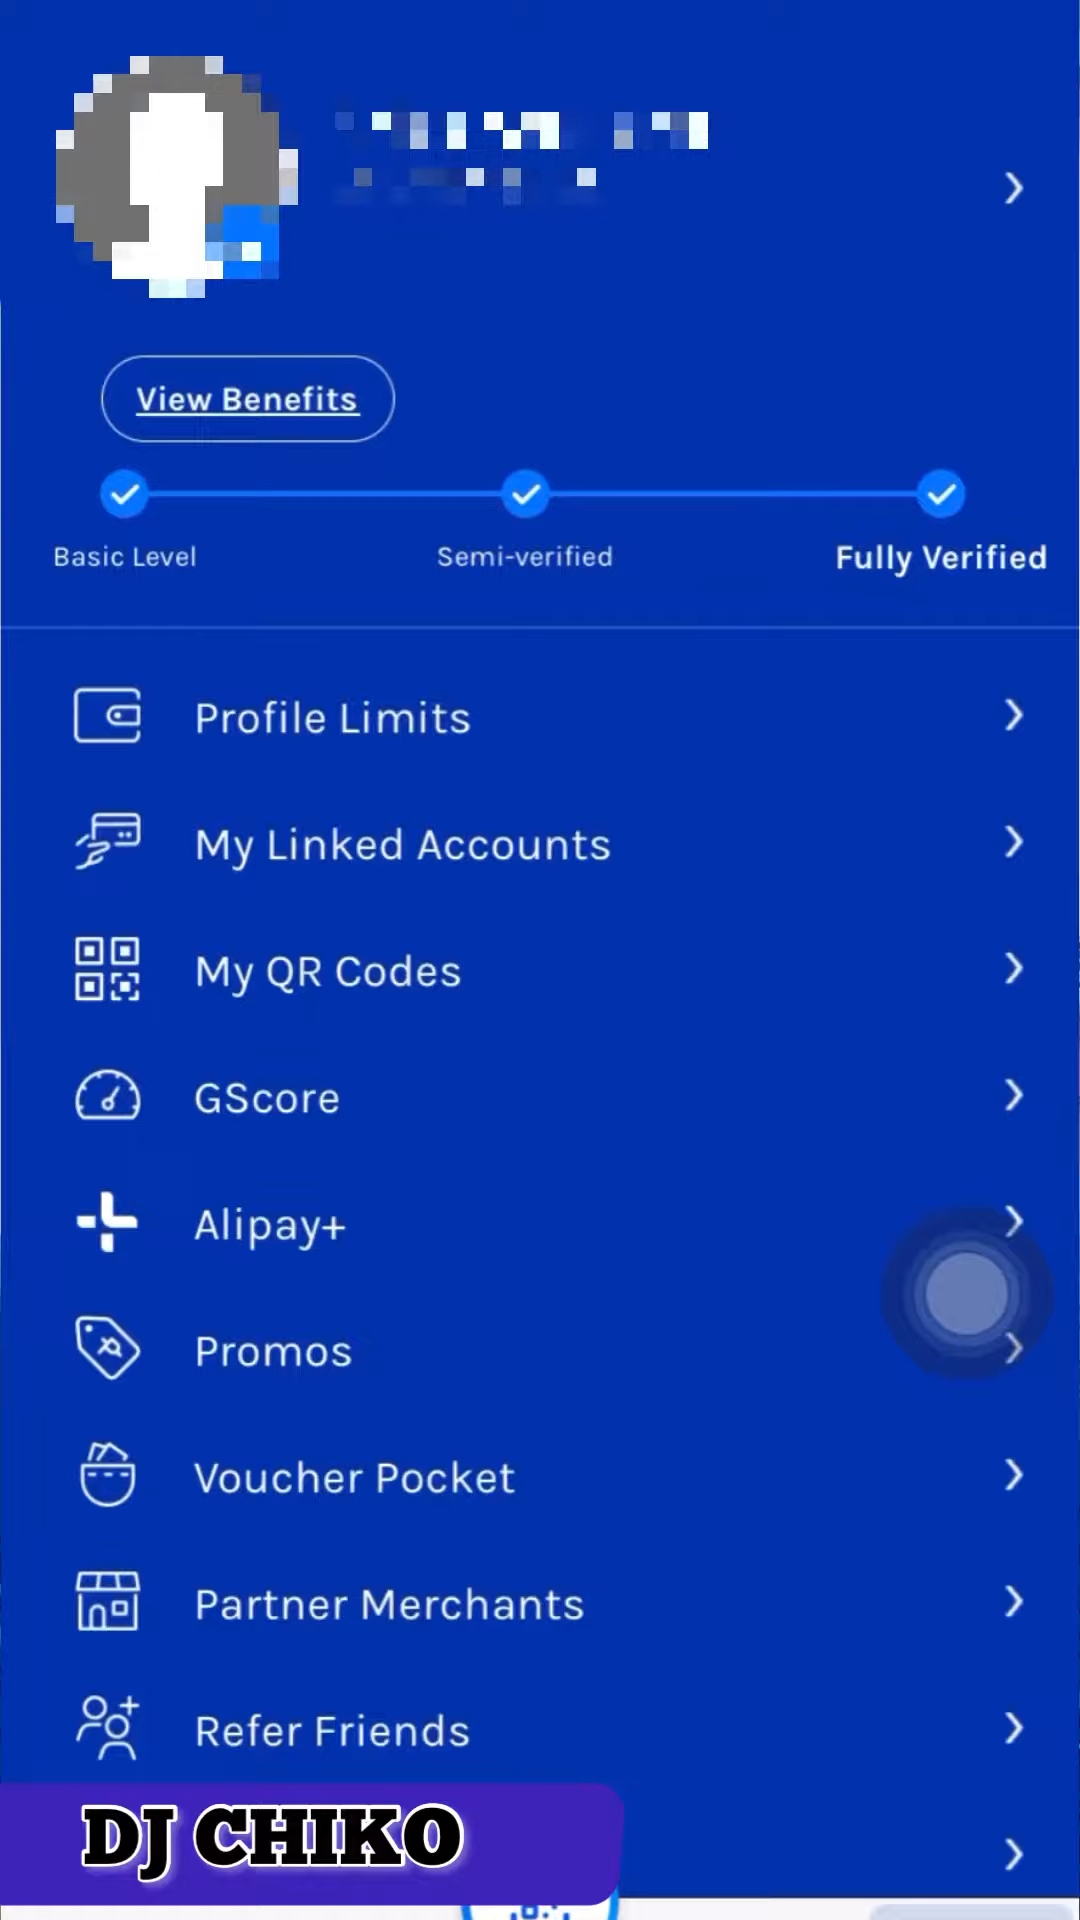 View Benefits
Basic Level
Semi-verified
Fully Verified
Profile Limits
My Linked Accounts
My QR Codes
GScore
Alipay+
Promos
Voucher Pocket
Partner Merchants
Refer Friends
DJ CHIKO